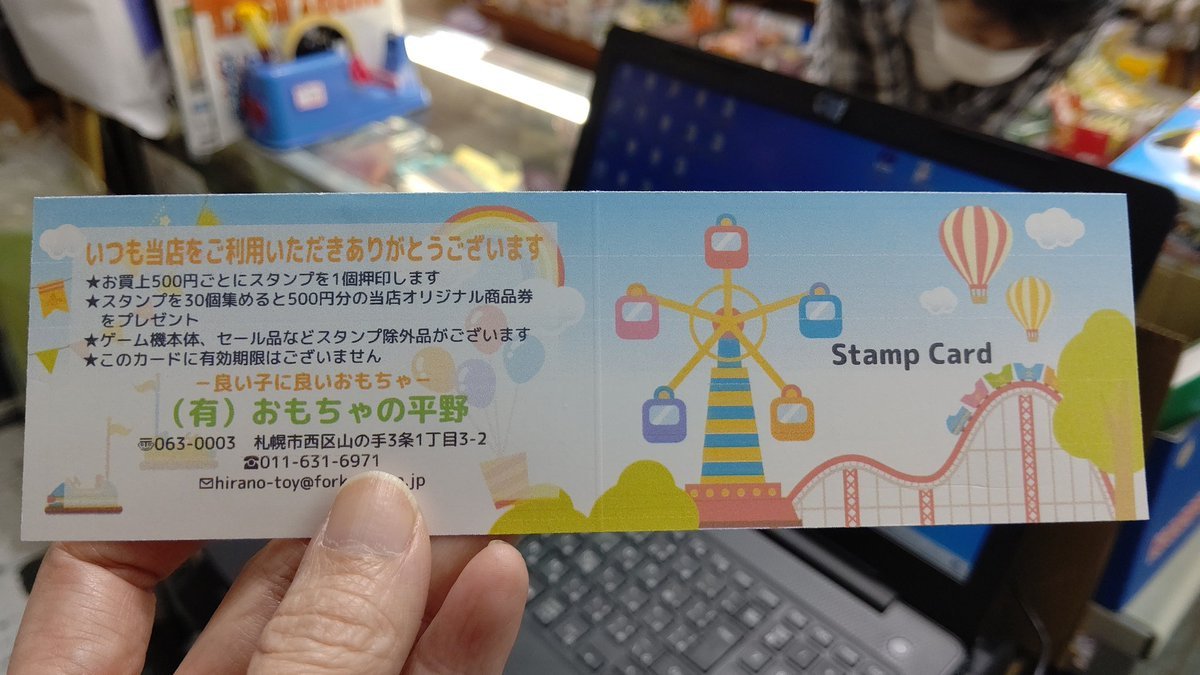 いつも当店をご利用いただきありがとうございます
★お買上500円ごとにスタンプを1個押印します
★スタンプを30個集めると500円分の当店オリジナル商品券
をプレゼント
★ゲーム機本体、セール品などスタンプ除外品がございます
★このカードに有効期限はございません
－良い子に良いおもちゃ－
（有）おもちゃの平野
〠063-0003 札幌市西区山の手3条1丁目3-2
☎011-631-6971
✉hirano-toy@fork
.jp
Stamp Card